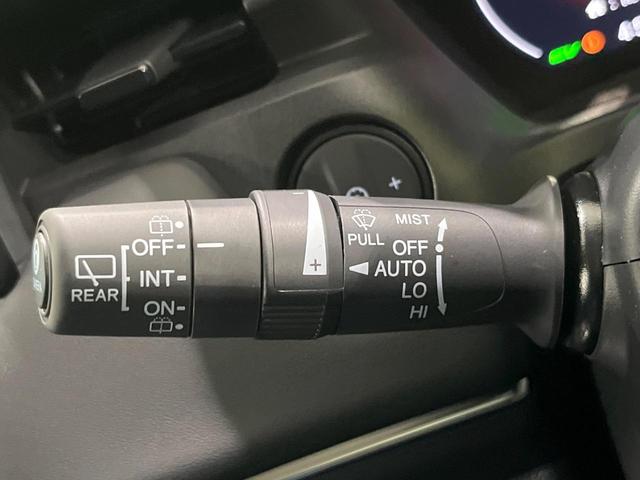 REAR
OFF
INT
ON
- +
PULL
MIST
OFF
AUTO
LO
HI
+